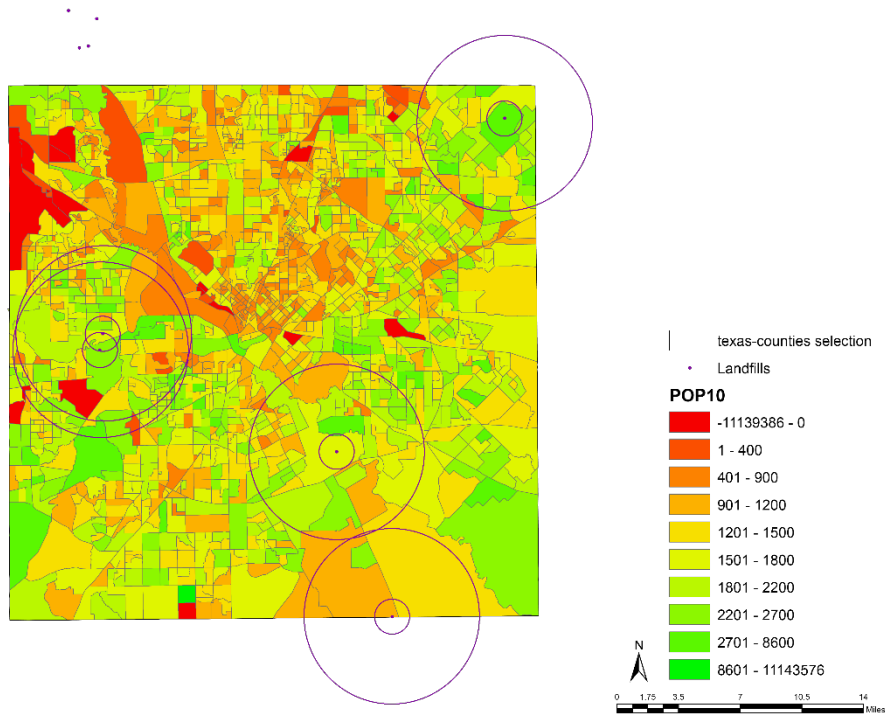 texas-counties selection
Landfills
POP10
-11139386 - 0
1 - 400
401 - 900
901 - 1200
1201 - 1500
1501 - 1800
1801 - 2200
2201 - 2700
2701 - 8600
8601 - 11143576
N
0 1.75 3.5 7 10.5 14
Miles